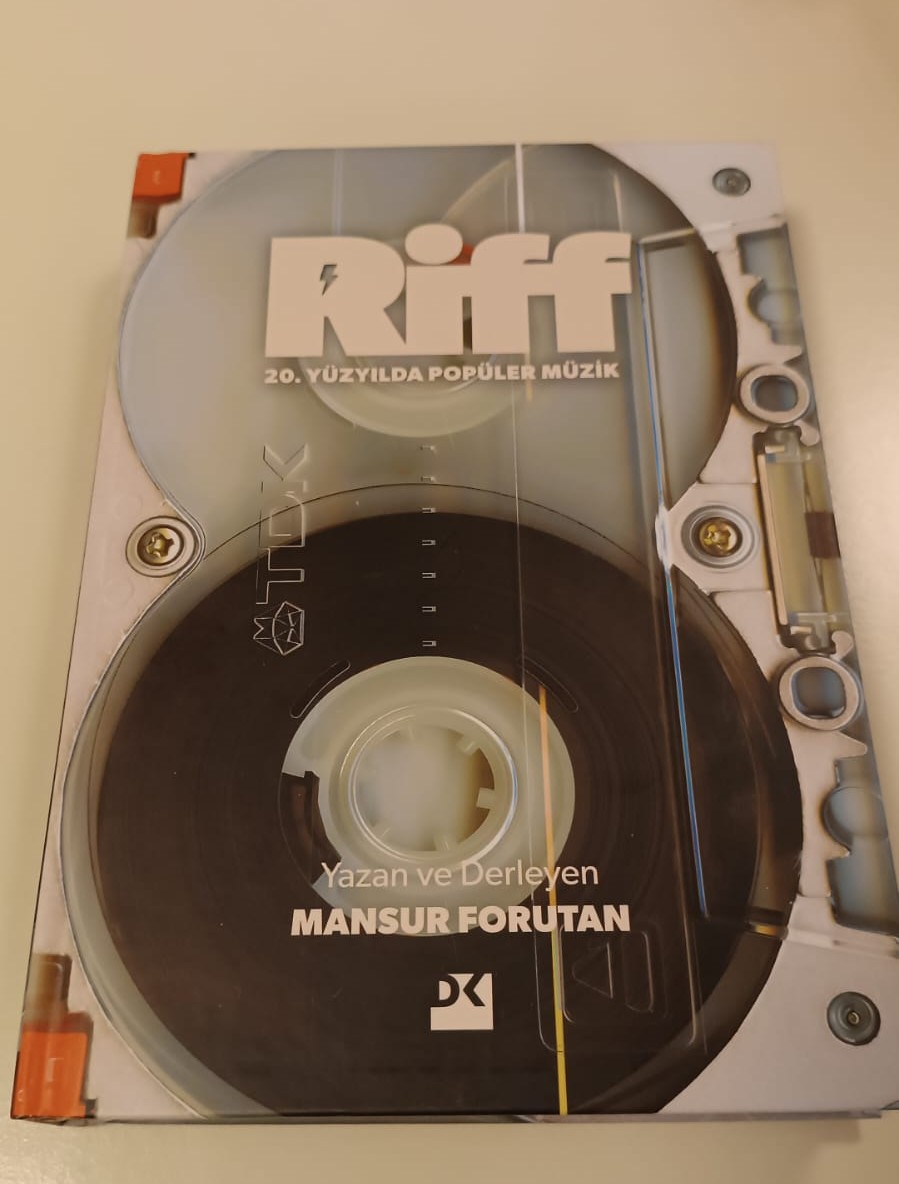 Riff
20. YÜZYILDA POPÜLER MÜZİK
TDK
Yazan ve Derleyen
MANSUR FORUTAN
DK
A